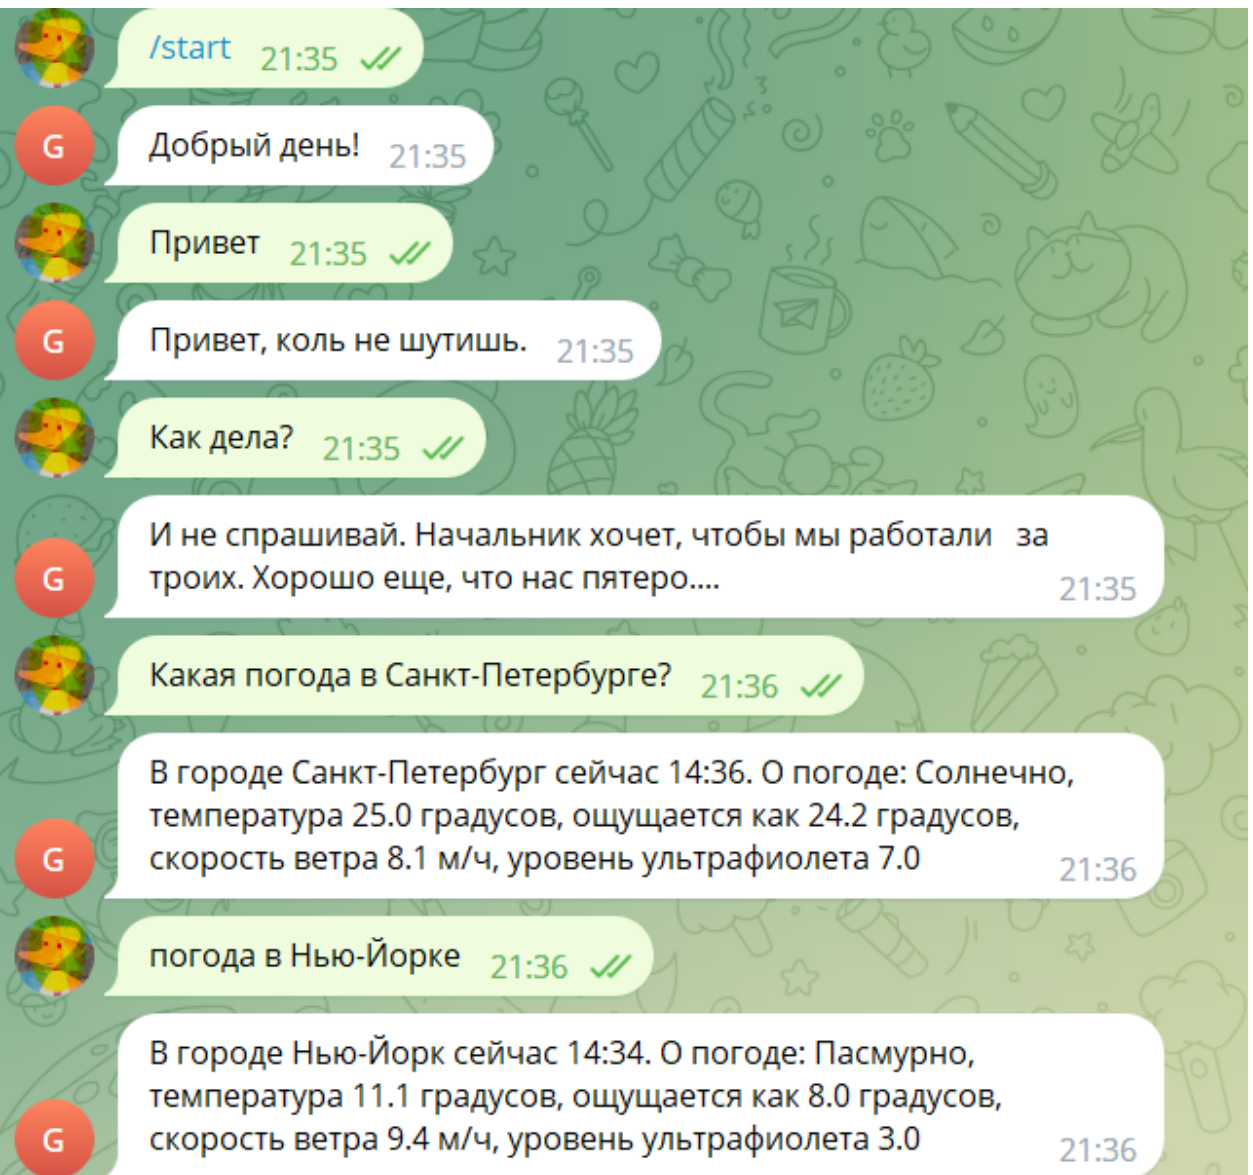 /start 21:35
G
Добрый день! 21:35
Привет 21:35
G
Привет, коль не шутишь. 21:35
Как дела? 21:35
И не спрашивай. Начальник хочет, чтобы мы работали за
троих. Хорошо еще, что нас пятеро....
G
21:35
Какая погода в Санкт-Петербурге? 21:36
В городе Санкт-Петербург сейчас 14:36. О погоде: Солнечно,
температура 25.0 градусов, ощущается как 24.2 градусов,
скорость ветра 8.1 м/ч, уровень ультрафиолета 7.0
G
21:36
погода в Нью-Йорке 21:36
В городе Нью-Йорк сейчас 14:34. О погоде: Пасмурно,
температура 11.1 градусов, ощущается как 8.0 градусов,
скорость ветра 9.4 м/ч, уровень ультрафиолета 3.0
G
21:36